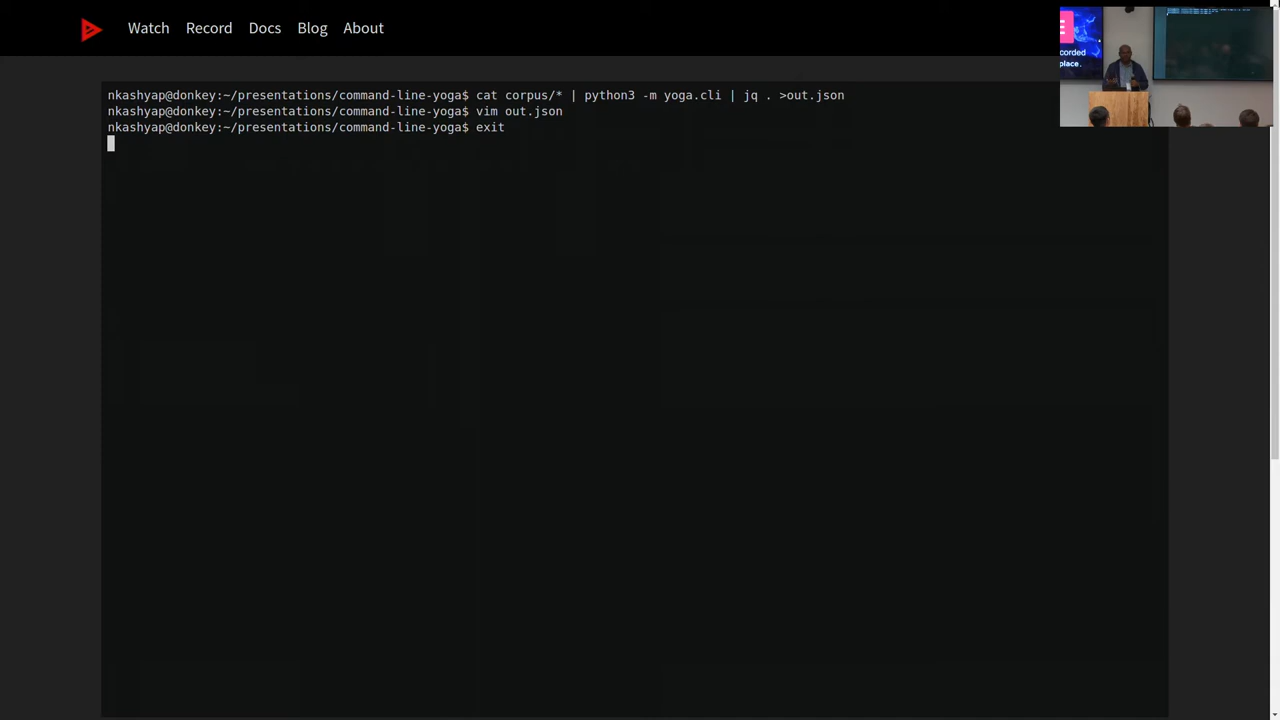 Watch Record Docs Blog About
corded
place.
nkashyap@donkey:~/presentations/command-line-yoga$ cat corpus/* | python3 -m yoga.cli | jq . >out.json
nkashyap@donkey:~/presentations/command-line-yoga$ vim out.json
nkashyap@donkey:~/presentations/command-line-yoga$ exit